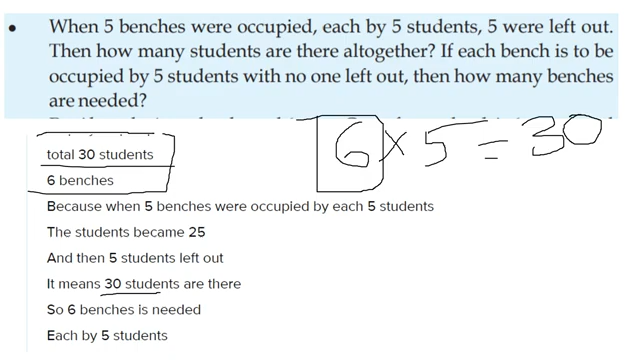 • When 5 benches were occupied, each by 5 students, 5 were left out.
Then how many students are there altogether? If each bench is to be
occupied by 5 students with no one left out, then how many benches
are needed?
6 × 5 = 30
total 30 students
6 benches
Because when 5 benches were occupied by each 5 students
The students became 25
And then 5 students left out
It means 30 students are there
So 6 benches is needed
Each by 5 students